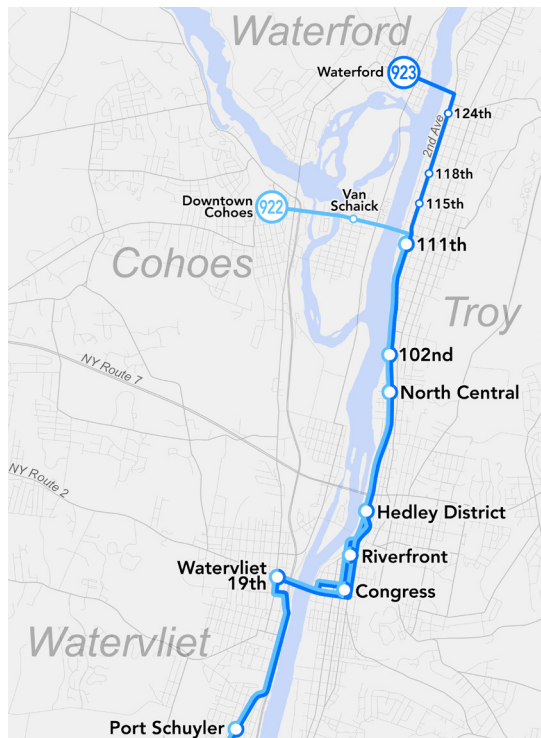 Waterford
Waterford
923
124th
2nd Ave
118th
Van
Schaick
Downtown
Cohoes
922
115th
111th
Cohoes
Troy
102nd
NY Route 7
North Central
NY Route 2
Hedley District
Riverfront
Watervliet
19th
Congress
Watervliet
Port Schuyler